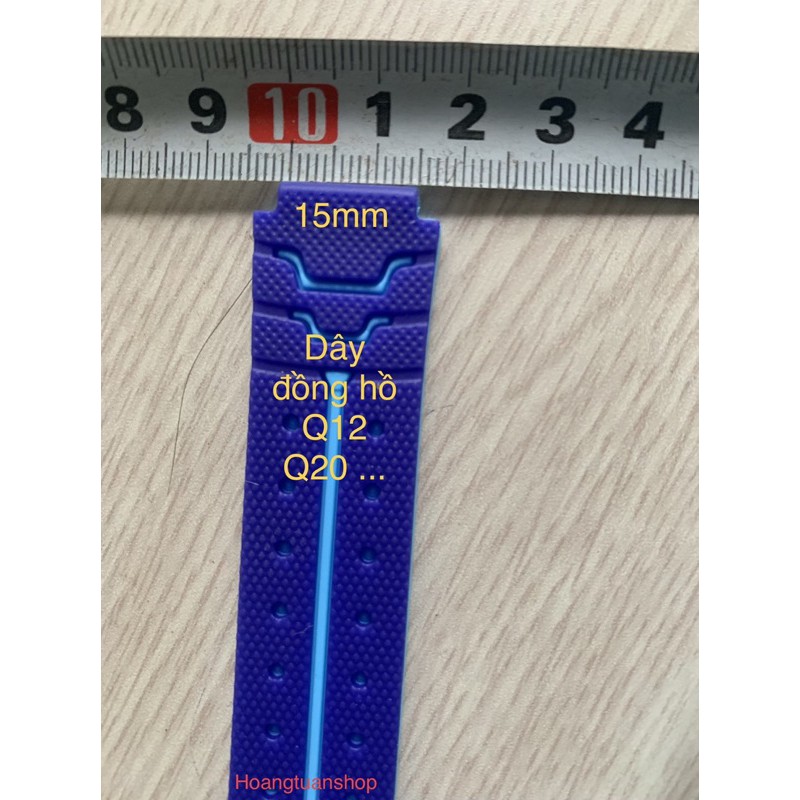 8 9 10 1 2 3 4
15mm
Dây
đồng hồ
Q12
Q20 ...
Hoangtuanshop